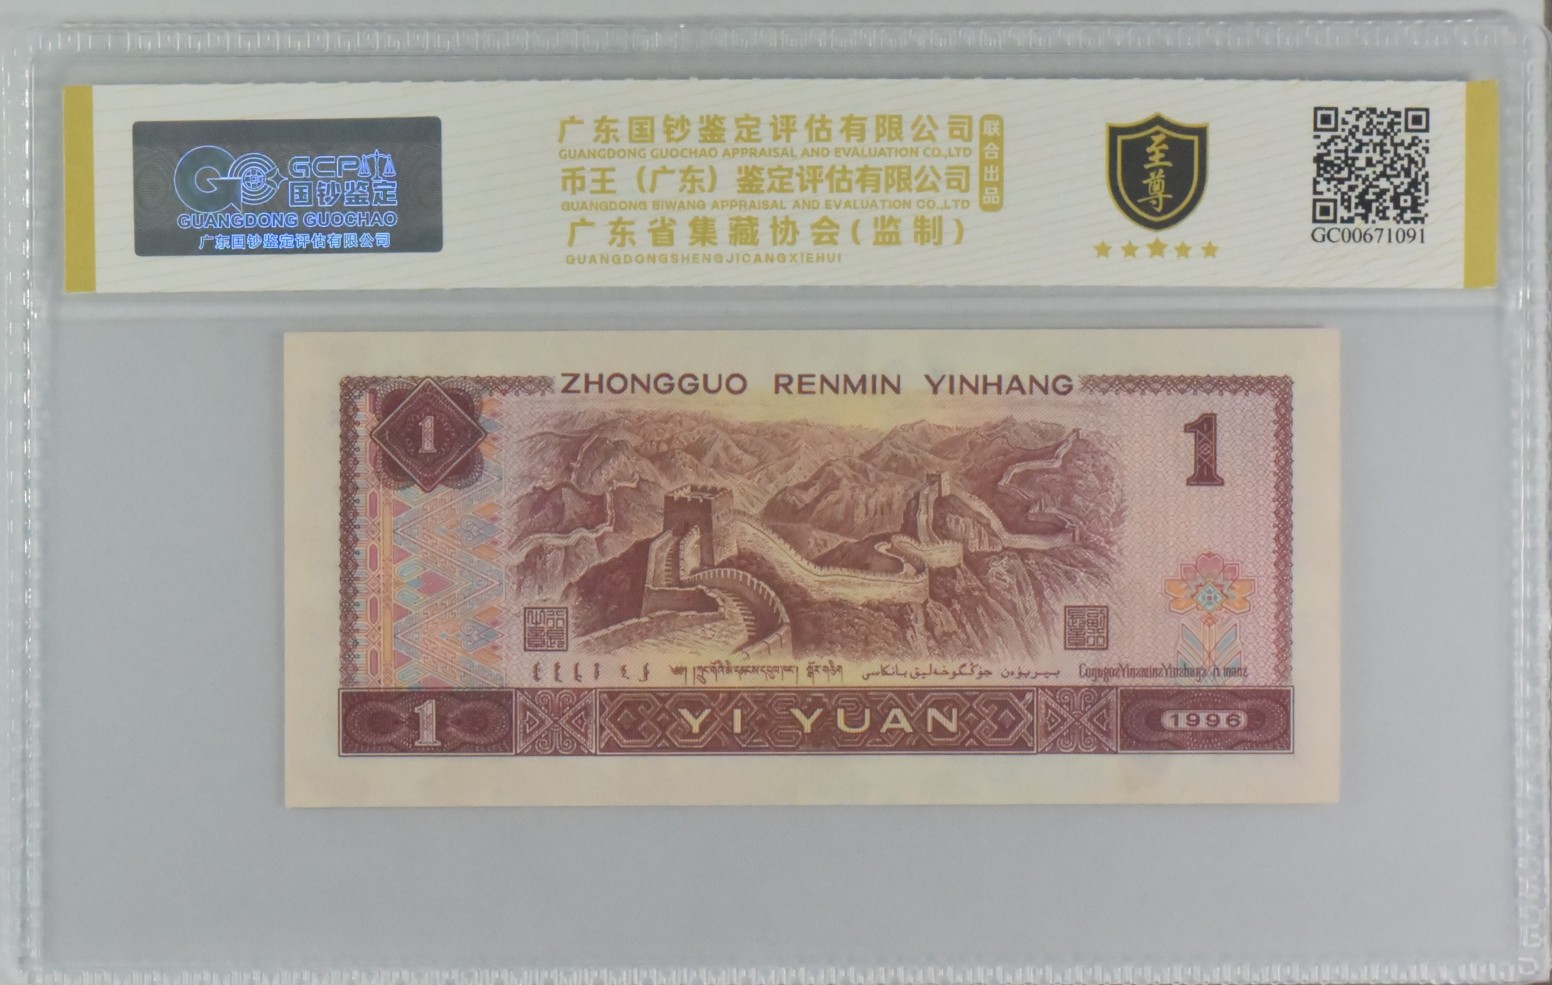 GCP
国钞鉴定
GUANGDONG GUOCHAO
广东国钞鉴定评估有限公司
广东国钞鉴定评估有限公司
GUANGDONG GUOCHAO APPRAISAL AND EVALUATION CO.,LTD
币王（广东）鉴定评估有限公司
GUANGDONG BIWANG APPRAISAL AND EVALUATION CO.,LTD
广东省集藏协会(监制)
GUANGDONGSHENGJICANGXIEHUI
联合出品
至尊
GC00671091
ZHONGGUO RENMIN YINHANG
1
1
1
YI YUAN
1996